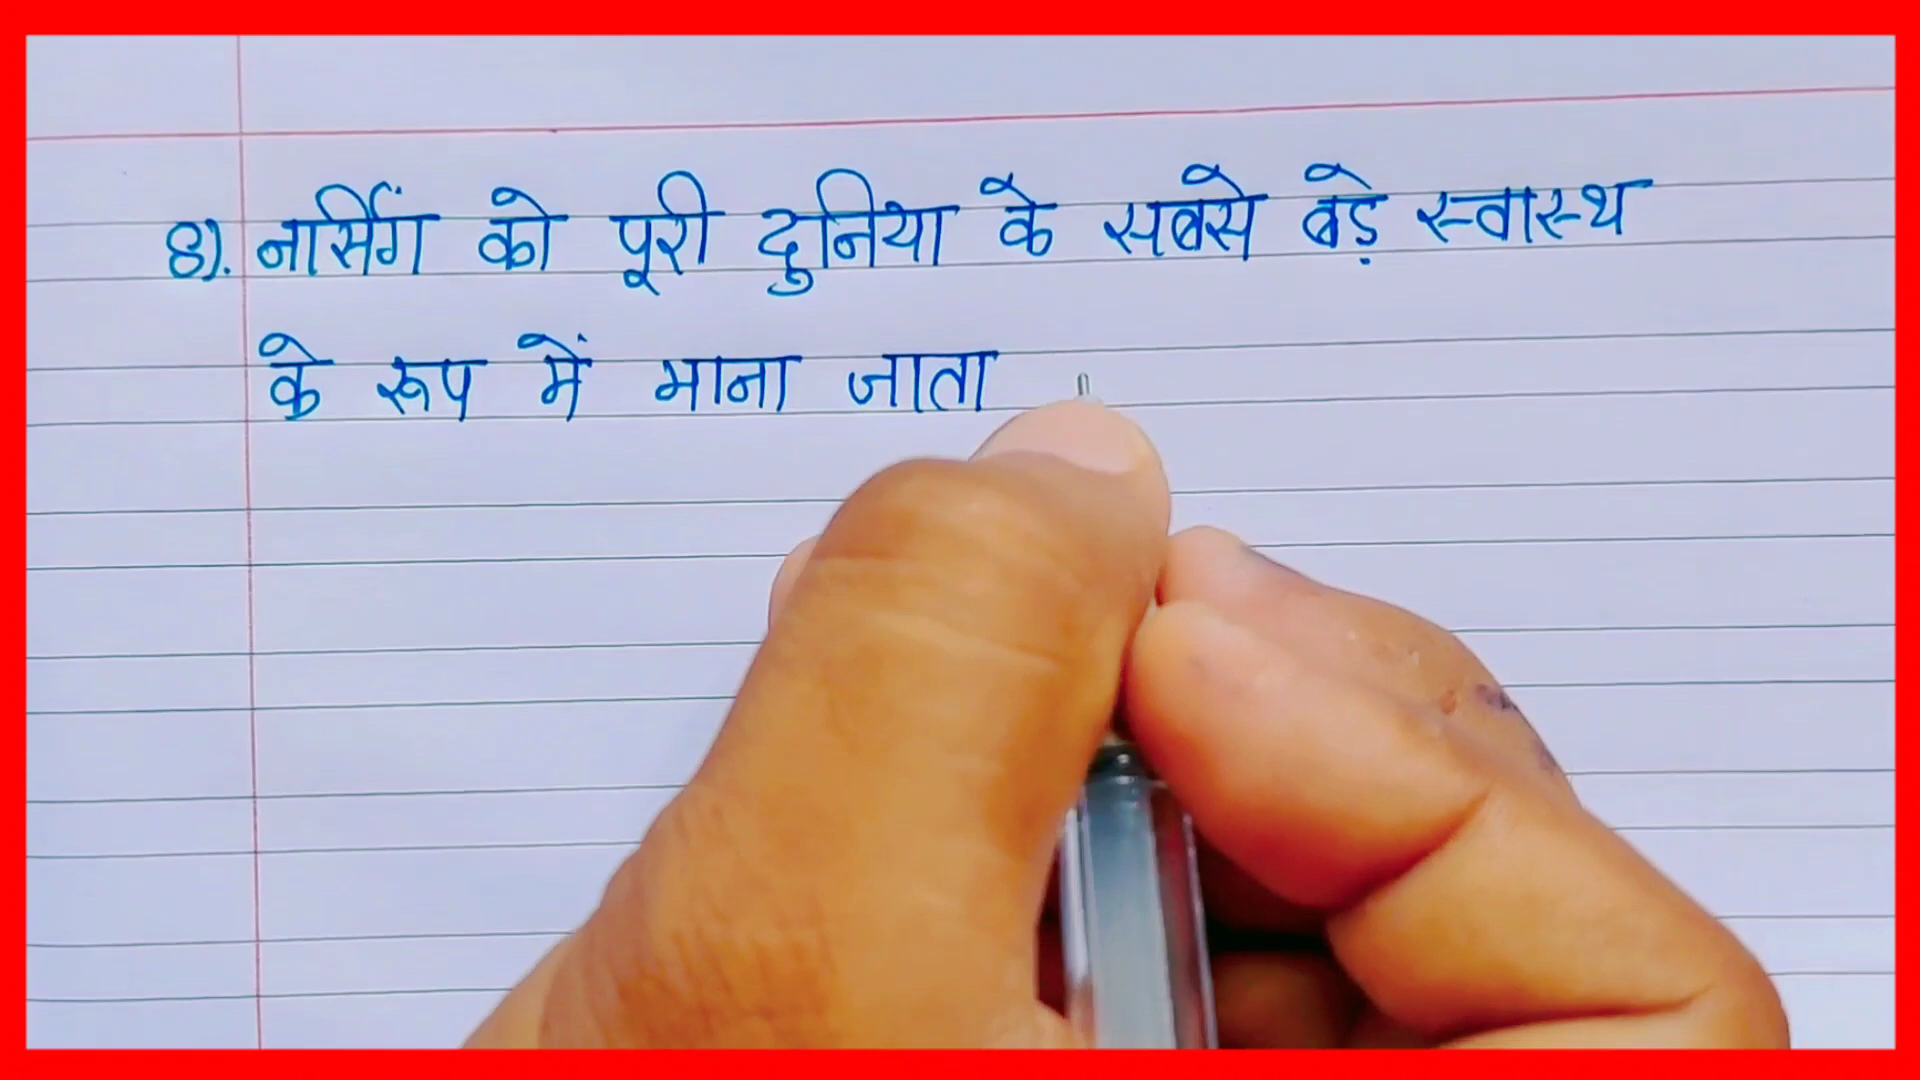 8). नर्सिंग को पूरी दुनिया के सबसे बड़े स्वास्थ
के रूप में माना जाता